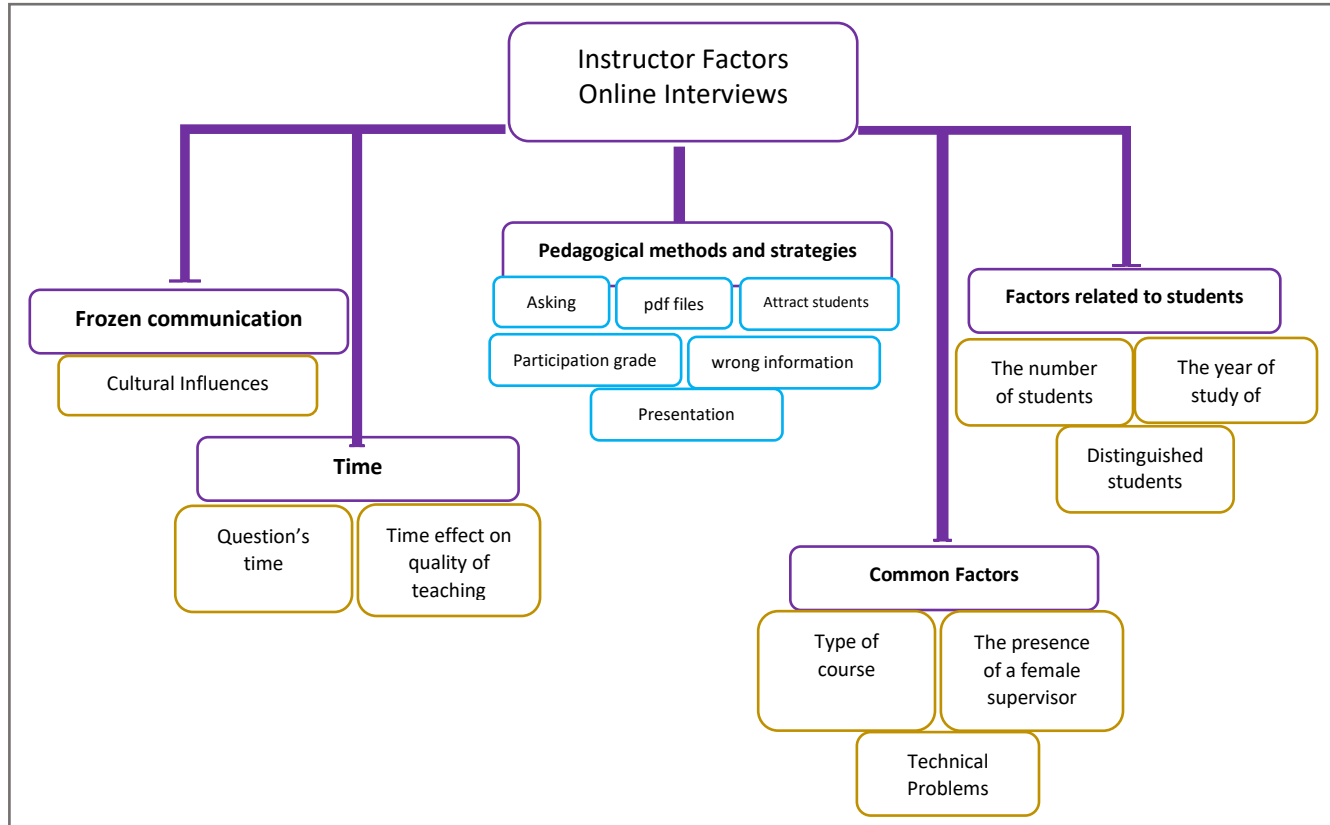 Instructor Factors
Online Interviews
Frozen communication
Cultural Influences
Time
Question’s
time
Time effect on
quality of
teaching
Pedagogical methods and strategies
Asking
pdf files
Attract students
Participation grade
wrong information
Presentation
Common Factors
Type of
course
The presence
of a female
supervisor
Technical
Problems
Factors related to students
The number
of students
The year of
study of
Distinguished
students